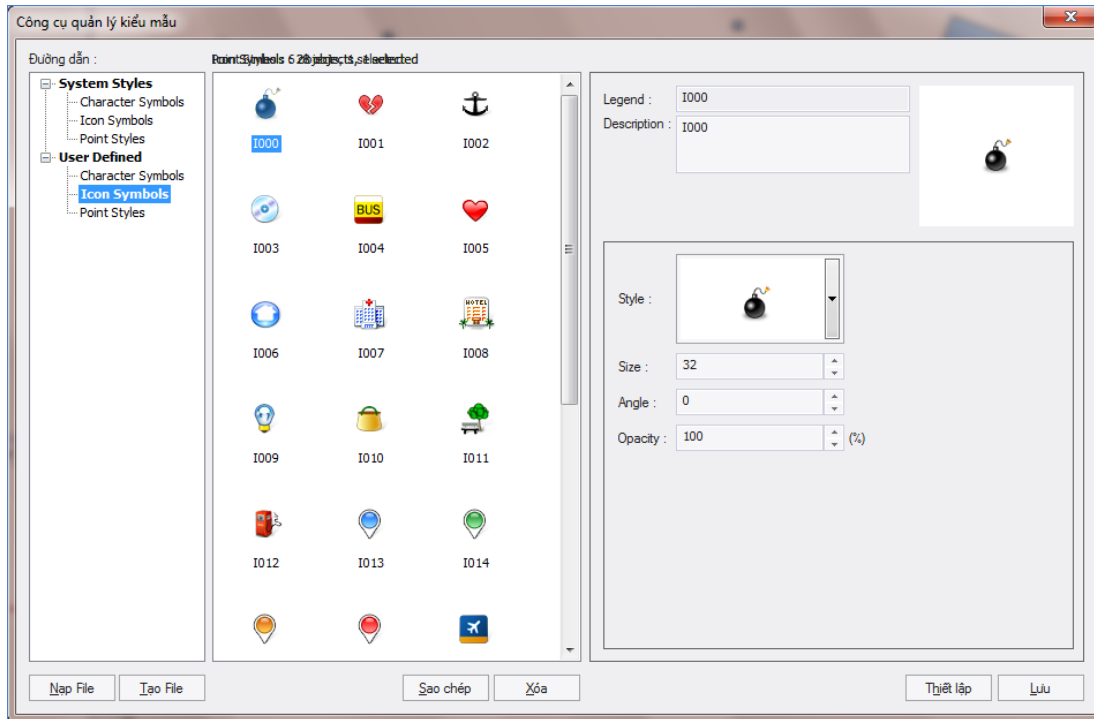 Công cụ quản lý kiểu mẫu
Đường dẫn :
System Styles
Character Symbols
Icon Symbols
Point Styles
User Defined
Character Symbols
Icon Symbols
Point Styles
I000 I001 I002
BUS
I003 I004 I005
HOTEL
I006 I007 I008
I009 I010 I011
I012 I013 I014
Legend : I000
Description : I000
Style :
Size : 32
Angle : 0
Opacity : 100 (%)
Nạp File Tạo File Sao chép Xóa Thiết lập Lưu